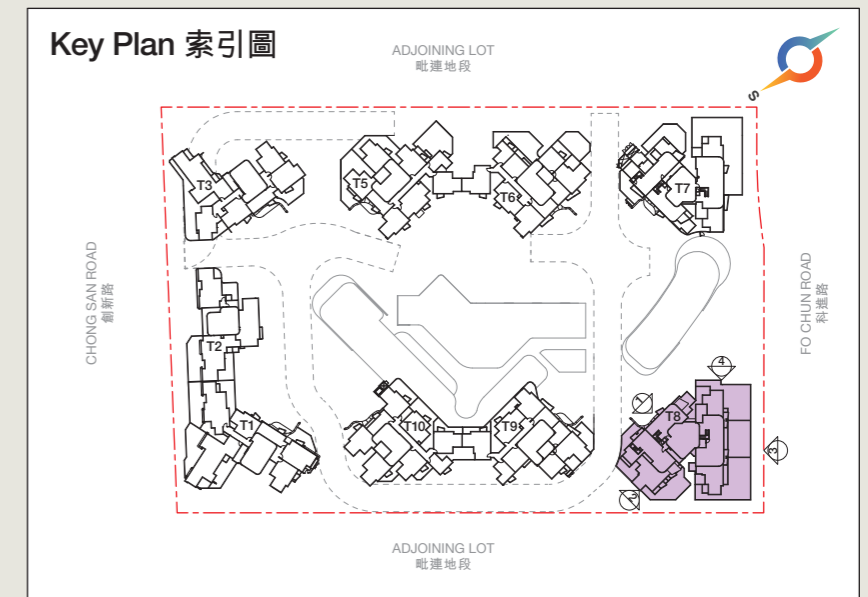 Key Plan 索引圖
ADJOINING LOT
毗連地段
S
T3
T5
T6
T7
CHONG SAN ROAD
創新路
FO CHUN ROAD
科進路
T2
T1
T10
T9
T8
4
1
3
2
ADJOINING LOT
毗連地段